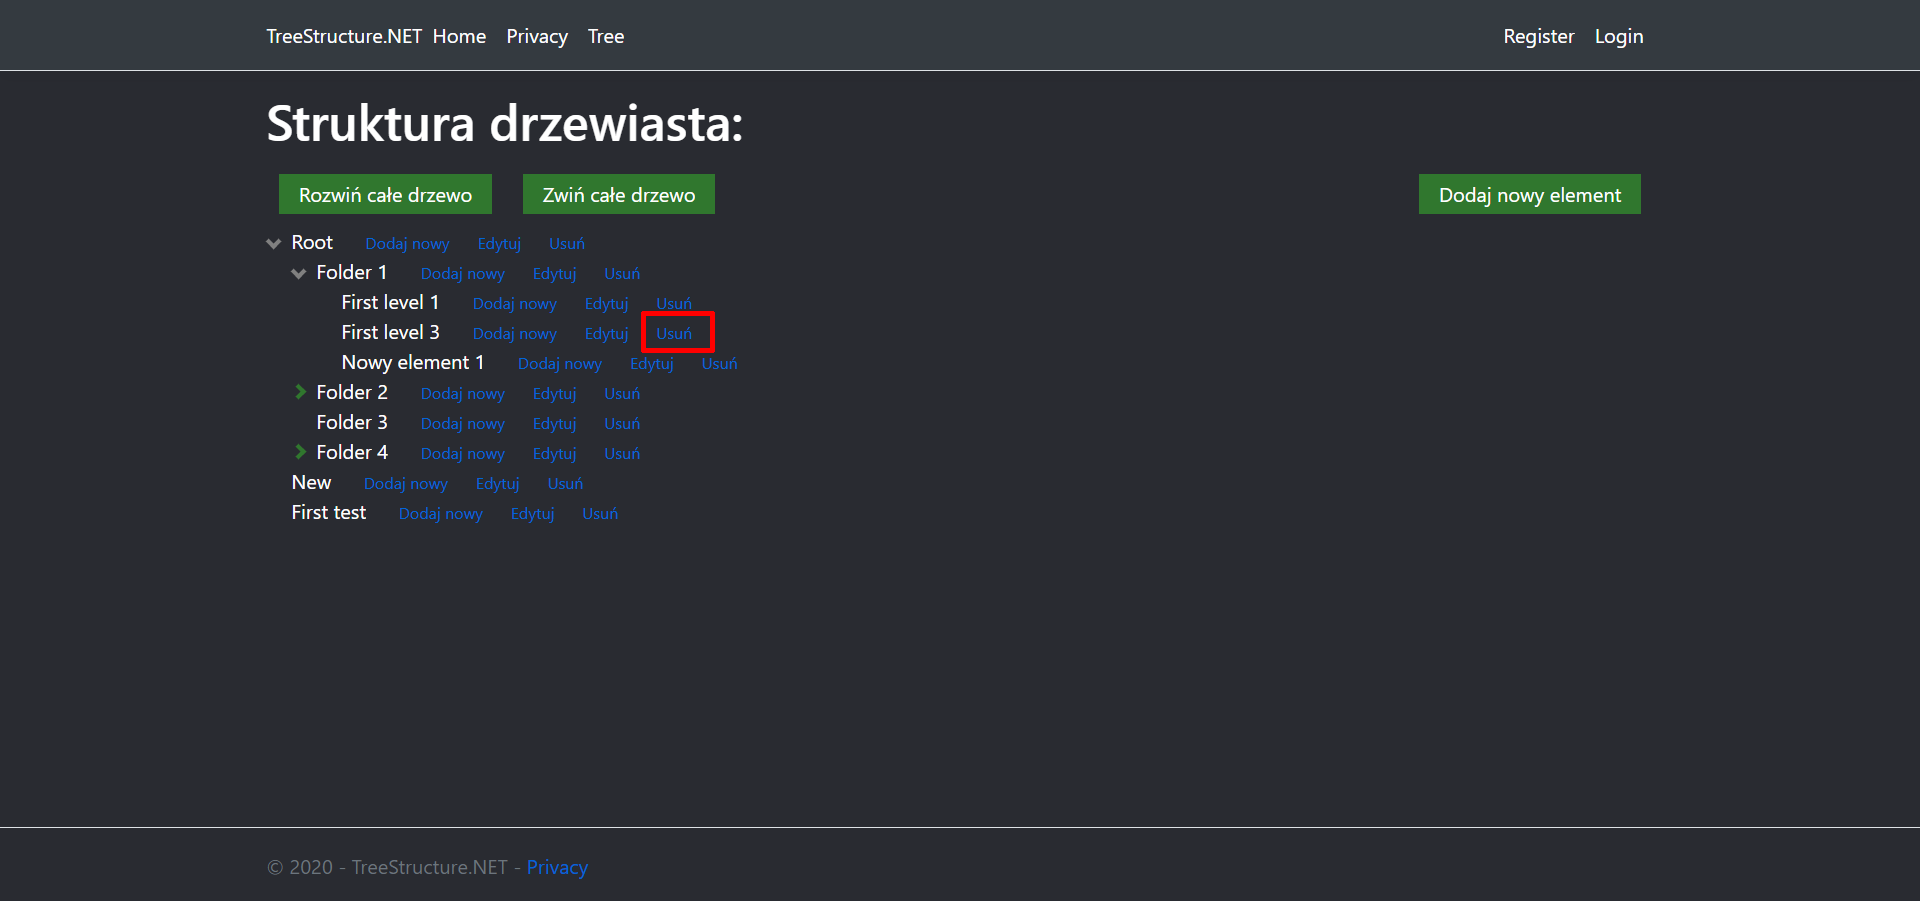 TreeStructure.NET Home Privacy Tree Register Login
Struktura drzewiasta:
Rozwiń całe drzewo Zwiń całe drzewo Dodaj nowy element
Root Dodaj nowy Edytuj Usuń
Folder 1 Dodaj nowy Edytuj Usuń
First level 1 Dodaj nowy Edytuj Usuń
First level 3 Dodaj nowy Edytuj Usuń
Nowy element 1 Dodaj nowy Edytuj Usuń
Folder 2 Dodaj nowy Edytuj Usuń
Folder 3 Dodaj nowy Edytuj Usuń
Folder 4 Dodaj nowy Edytuj Usuń
New Dodaj nowy Edytuj Usuń
First test Dodaj nowy Edytuj Usuń
© 2020 - TreeStructure.NET - Privacy